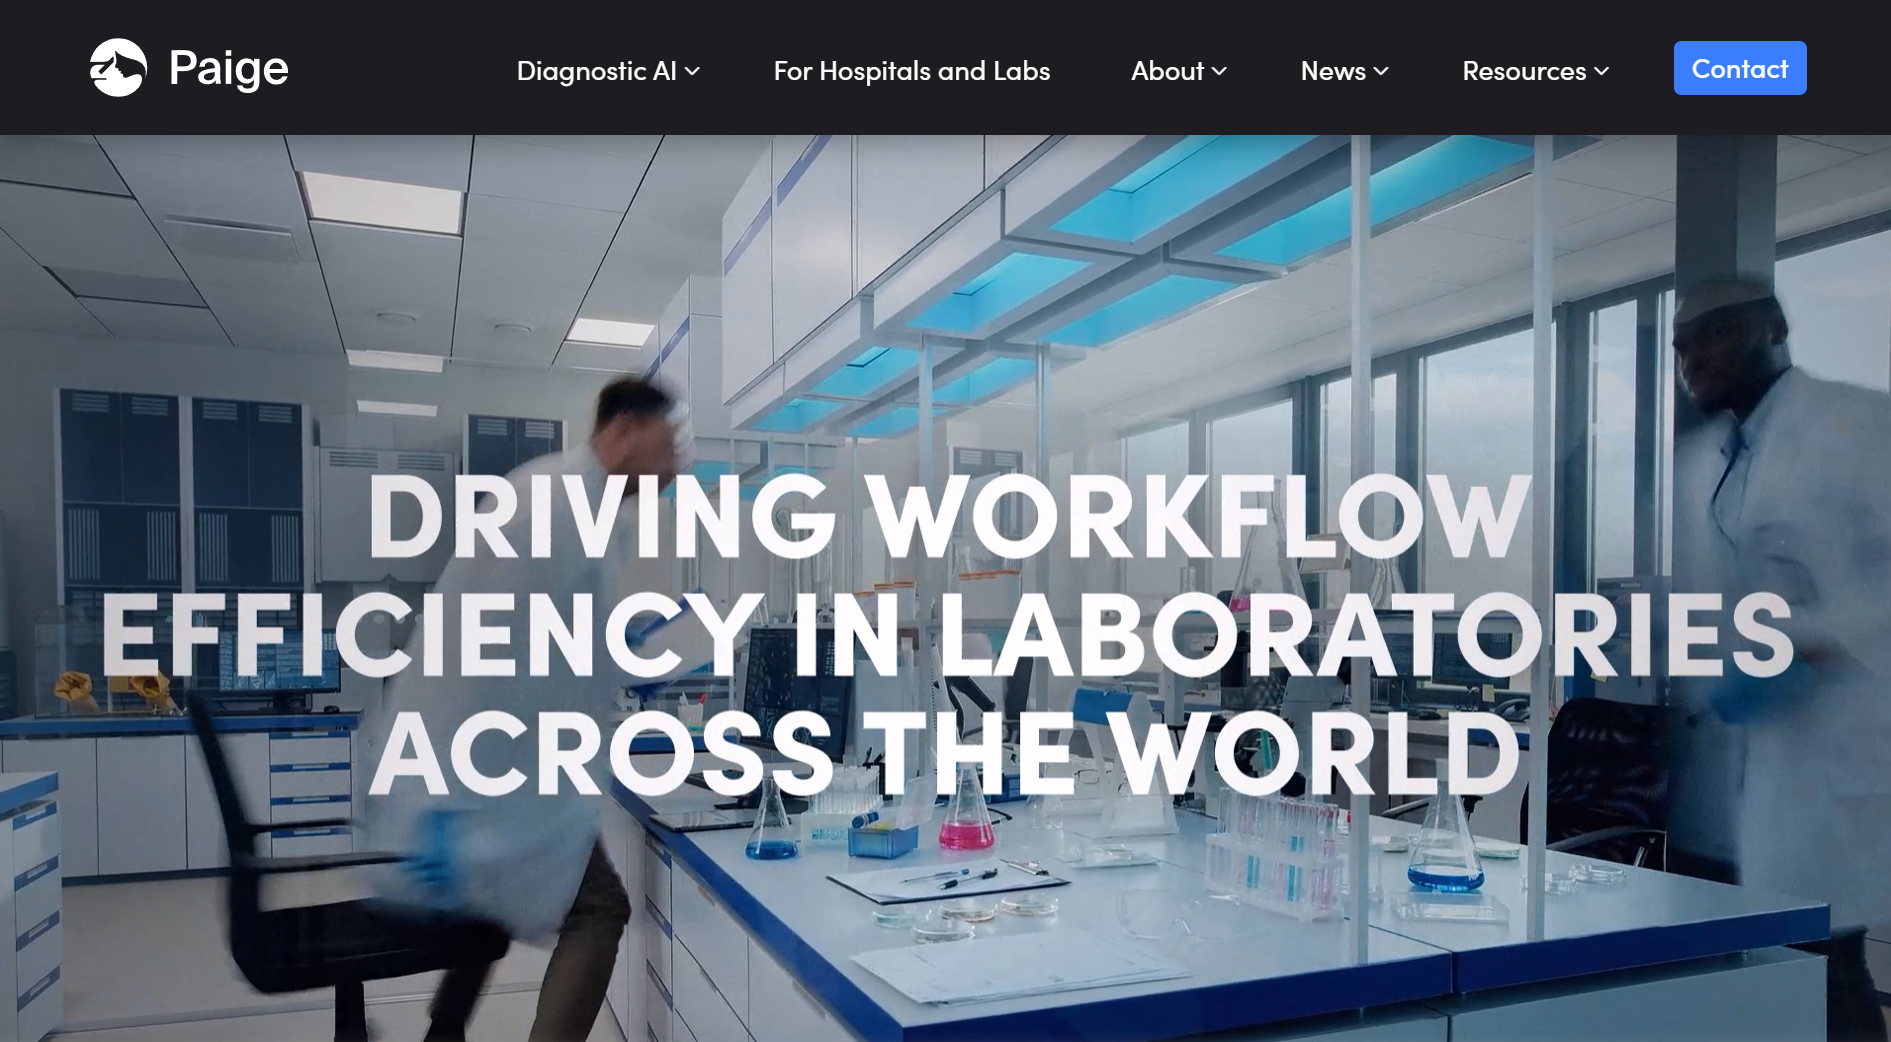 Paige
Diagnostic AI
For Hospitals and Labs
About
News
Resources
Contact
DRIVING WORKFLOW
EFFICIENCY IN LABORATORIES
ACROSS THE WORLD